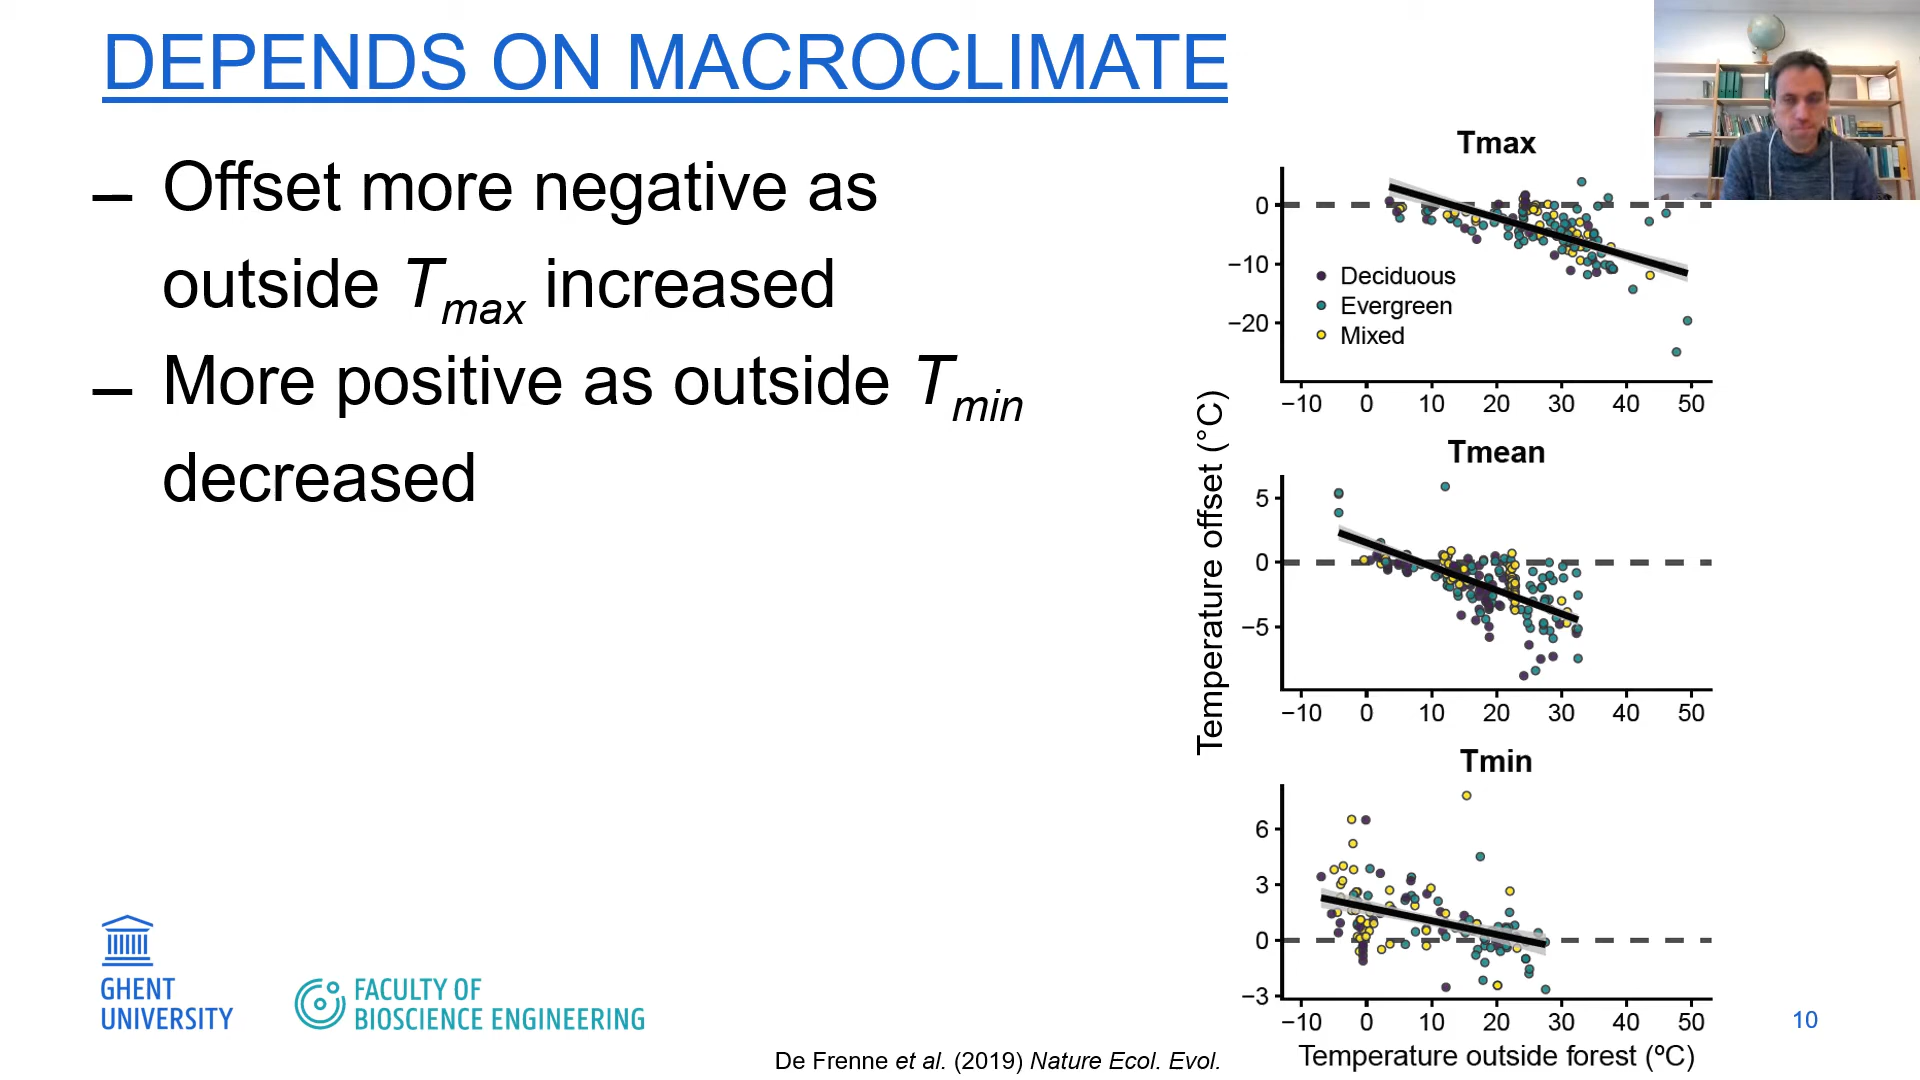 DEPENDS ON MACROCLIMATE
– Offset more negative as
outside Tmax increased
– More positive as outside Tmin
decreased
Temperature offset (°C)
Tmax
0
−10
−20
Deciduous
Evergreen
Mixed
−10 0 10 20 30 40 50
Tmean
5
0
−5
−10 0 10 20 30 40 50
Tmin
6
3
0
−3
−10 0 10 20 30 40 50
Temperature outside forest (ºC)
GHENT
UNIVERSITY
FACULTY OF
BIOSCIENCE ENGINEERING
De Frenne et al. (2019) Nature Ecol. Evol.
10